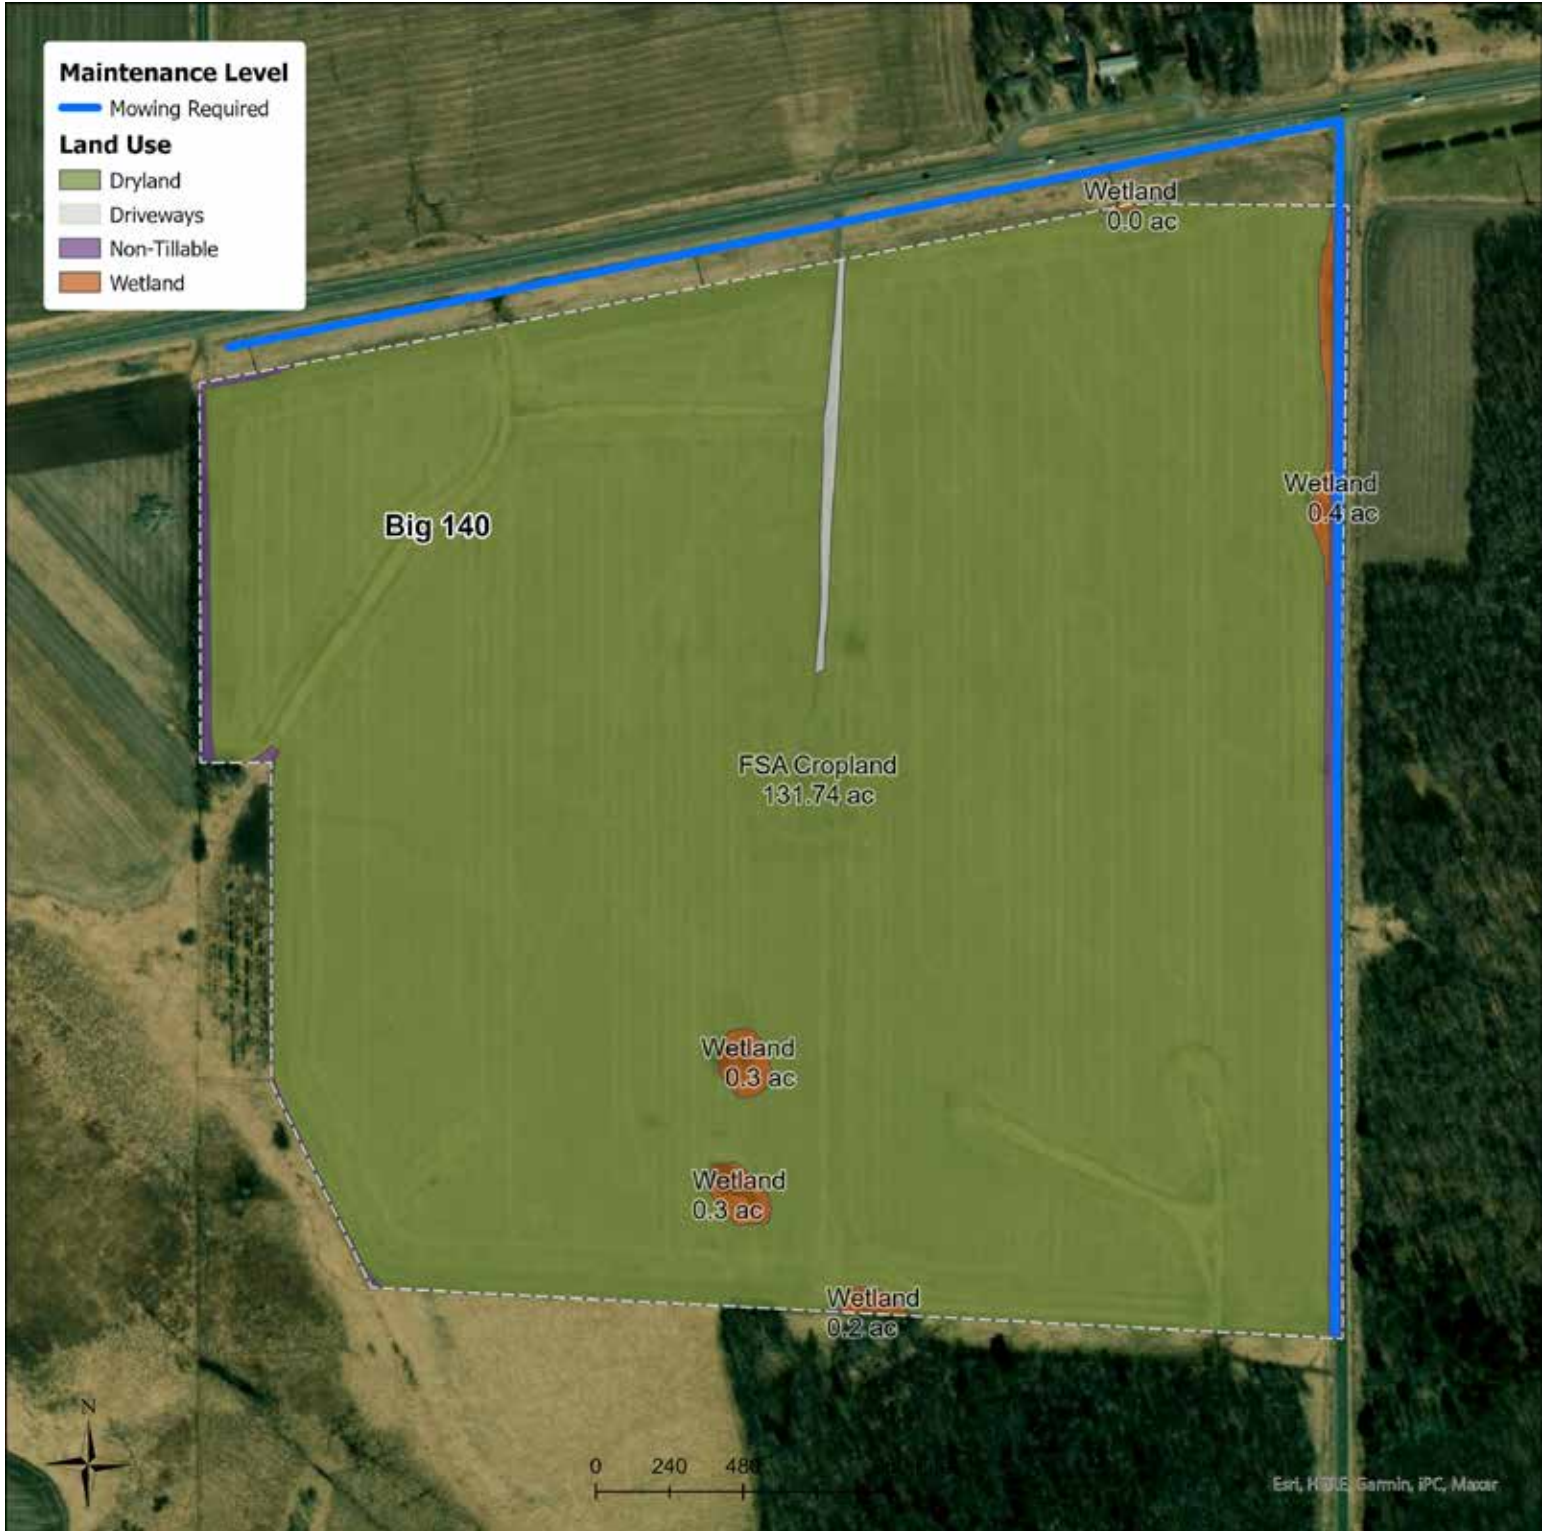 Maintenance Level
Mowing Required
Land Use
Dryland
Driveways
Non-Tillable
Wetland
Wetland
0.0 ac
Wetland
0.4 ac
Big 140
FSA Cropland
131.74 ac
Wetland
0.3 ac
Wetland
0.3 ac
Wetland
0.2 ac
N
0 240 480
Esri, Garmin, iPC, Maxar